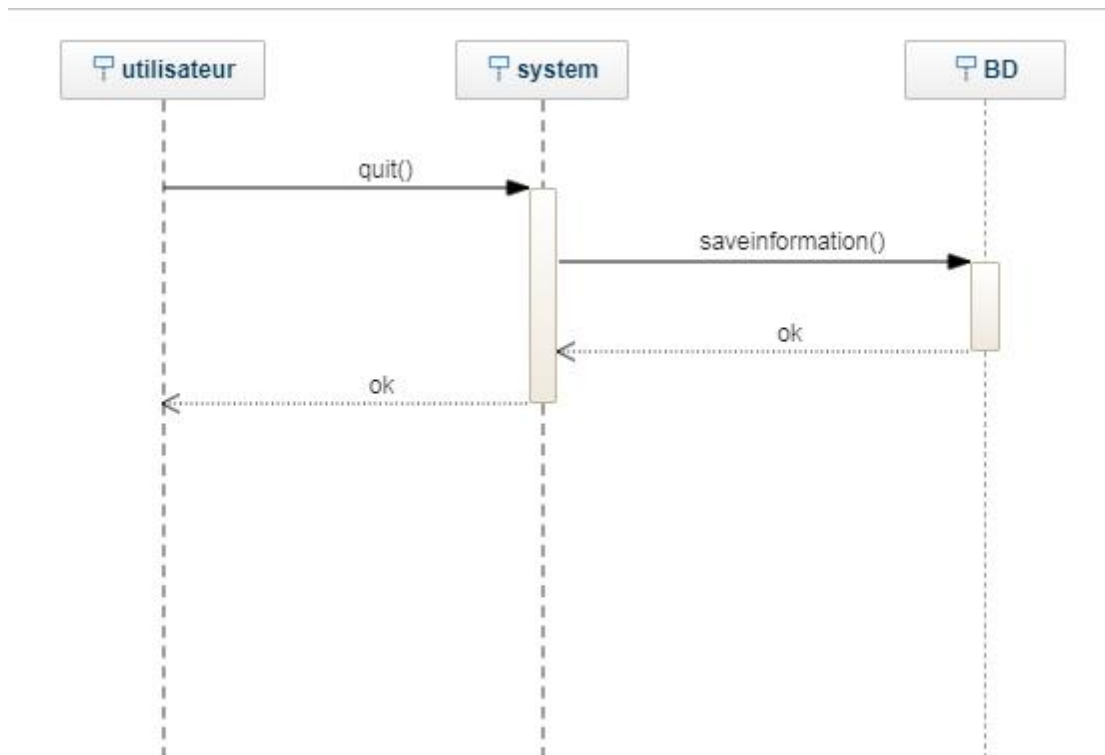 utilisateur
system
BD
quit()
saveinformation()
ok
ok